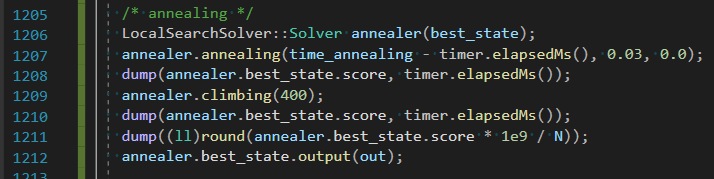 1205 /* annealing */
1206 LocalSearchSolver::Solver annealer(best_state);
1207 annealer.annealing(time_annealing - timer.elapsedMs(), 0.03, 0.0);
1208 dump(annealer.best_state.score, timer.elapsedMs());
1209 annealer.climbing(400);
1210 dump(annealer.best_state.score, timer.elapsedMs());
1211 dump((ll)round(annealer.best_state.score * 1e9 / N));
1212 annealer.best_state.output(out);
1213